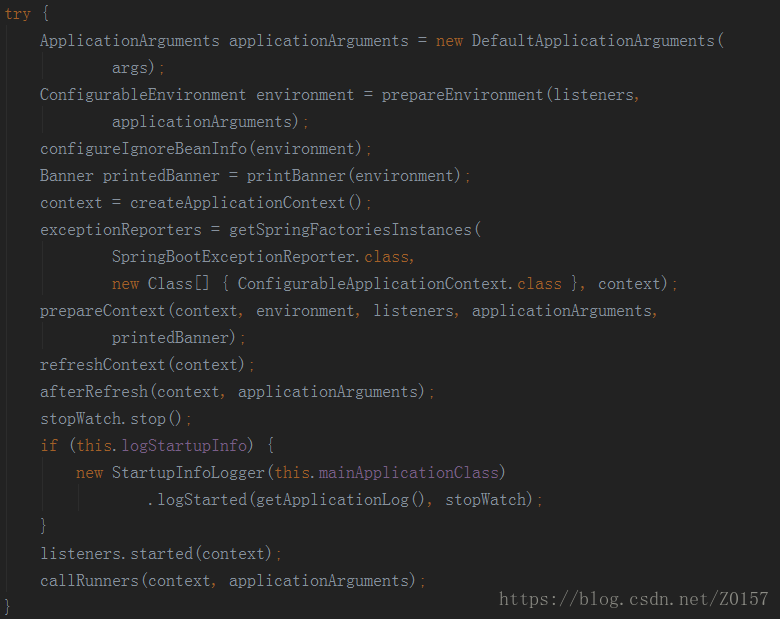 try {
    ApplicationArguments applicationArguments = new DefaultApplicationArguments(
            args);
    ConfigurableEnvironment environment = prepareEnvironment(listeners,
            applicationArguments);
    configureIgnoreBeanInfo(environment);
    Banner printedBanner = printBanner(environment);
    context = createApplicationContext();
    exceptionReporters = getSpringFactoriesInstances(
            SpringBootExceptionReporter.class,
            new Class[] { ConfigurableApplicationContext.class }, context);
    prepareContext(context, environment, listeners, applicationArguments,
            printedBanner);
    refreshContext(context);
    afterRefresh(context, applicationArguments);
    stopWatch.stop();
    if (this.logStartupInfo) {
        new StartupInfoLogger(this.mainApplicationClass)
                .logStarted(getApplicationLog(), stopWatch);
    }
    listeners.started(context);
    callRunners(context, applicationArguments);
}
https://blog.csdn.net/Z0157